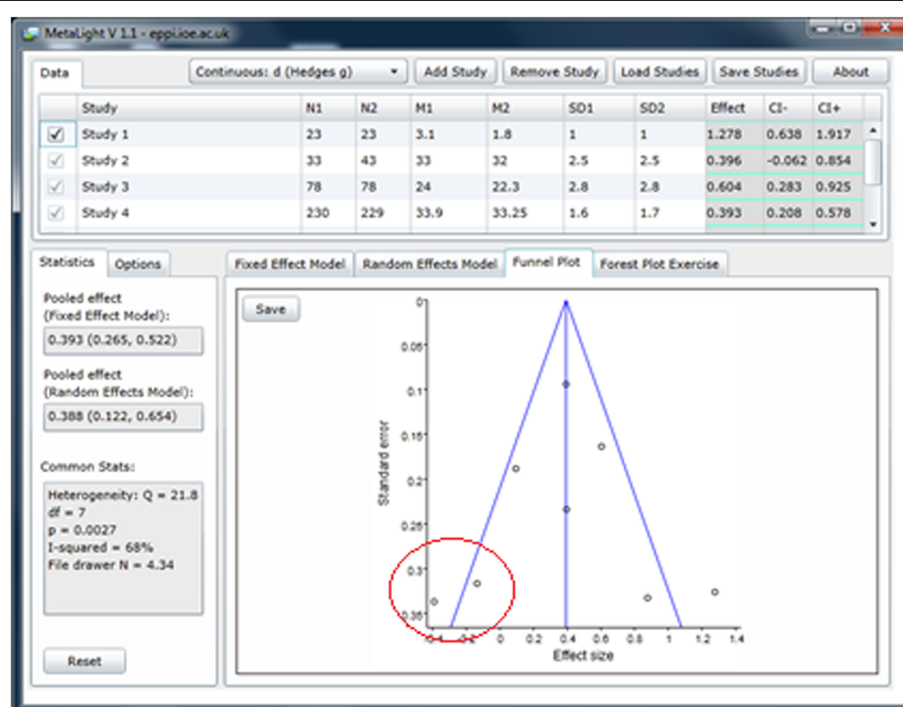 MetaLight V 1.1 - eppi.ioe.ac.uk
Data Continuous: d (Hedges g) Add Study Remove Study Load Studies Save Studies About
Study N1 N2 M1 M2 SD1 SD2 Effect CI- CI+
Study 1 23 23 3.1 1.8 1 1 1.278 0.638 1.917
Study 2 33 43 33 32 2.5 2.5 0.396 -0.062 0.854
Study 3 78 78 24 22.3 2.8 2.8 0.604 0.283 0.925
Study 4 230 229 33.9 33.25 1.6 1.7 0.393 0.208 0.578
Statistics Options Fixed Effect Model Random Effects Model Funnel Plot Forest Plot Exercise
Pooled effect
(Fixed Effect Model):
0.393 (0.265, 0.522)
Pooled effect
(Random Effects Model):
0.388 (0.122, 0.654)
Common Stats:
Heterogeneity: Q = 21.8
df = 7
p = 0.0027
I-squared = 68%
File drawer N = 4.34
Reset
Save
Standard error
0
0.05
0.1
0.15
0.2
0.25
0.3
0.35
-0.4 -0.2 0 0.2 0.4 0.6 0.8 1 1.2 1.4
Effect size